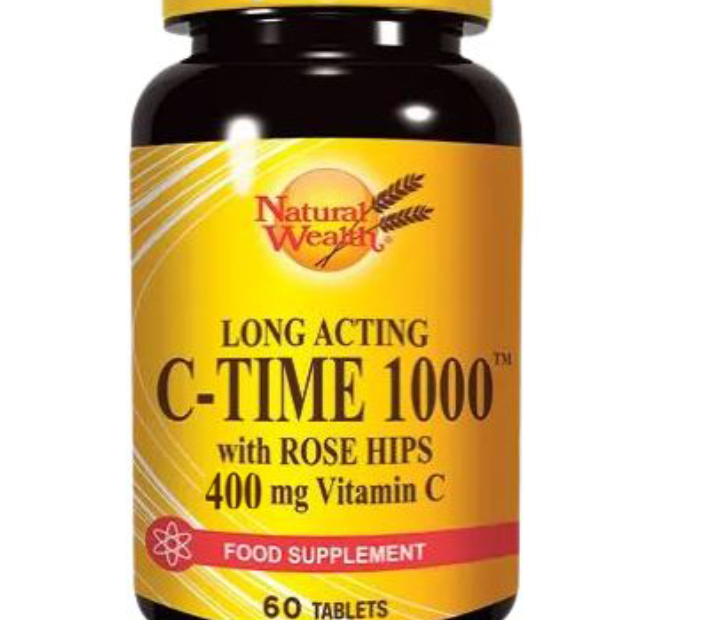 Natural
Wealth®
LONG ACTING
C-TIME 1000™
with ROSE HIPS
400 mg Vitamin C
FOOD SUPPLEMENT
60 TABLETS